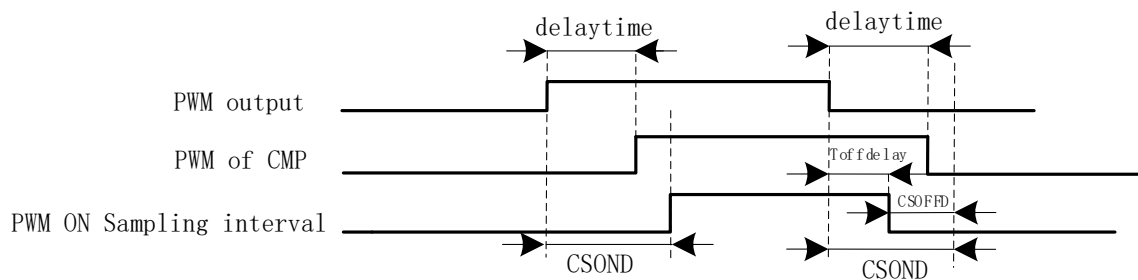 delaytime
delaytime
PWM output
PWM of CMP
Toffdelay
PWM ON Sampling interval
CSOFFD
CSOND
CSOND